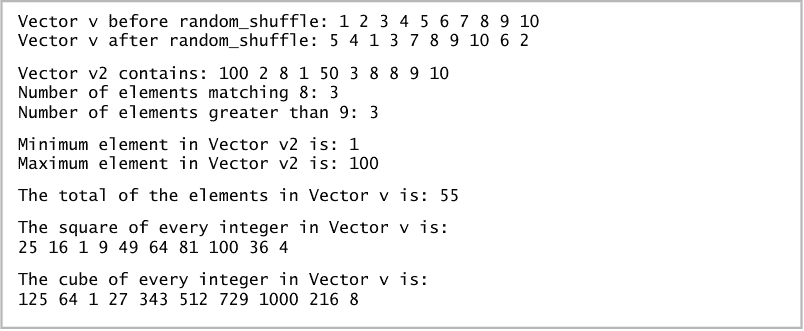 Vector v before random_shuffle: 1 2 3 4 5 6 7 8 9 10
Vector v after random_shuffle: 5 4 1 3 7 8 9 10 6 2
Vector v2 contains: 100 2 8 1 50 3 8 8 9 10
Number of elements matching 8: 3
Number of elements greater than 9: 3
Minimum element in Vector v2 is: 1
Maximum element in Vector v2 is: 100
The total of the elements in Vector v is: 55
The square of every integer in Vector v is:
25 16 1 9 49 64 81 100 36 4
The cube of every integer in Vector v is:
125 64 1 27 343 512 729 1000 216 8